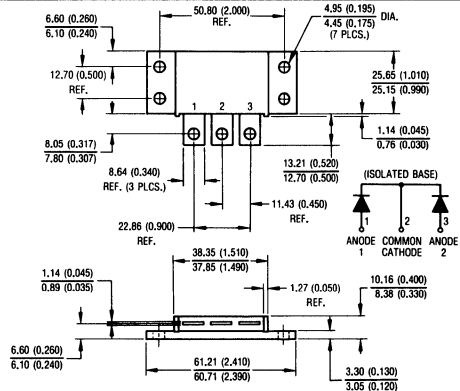 50.80 (2.000)
REF.
4.95 (0.195)
4.45 (0.175)
DIA.
(7 PLCS.)
6.60 (0.260)
6.10 (0.240)
12.70 (0.500)
REF.
25.65 (1.010)
25.15 (0.990)
1 2 3
8.05 (0.317)
7.80 (0.307)
1.14 (0.045)
0.76 (0.030)
13.21 (0.520)
12.70 (0.500)
8.64 (0.340)
REF. (3 PLCS.)
11.43 (0.450)
REF.
22.86 (0.900)
REF.
(ISOLATED BASE)
1 2 3
ANODE COMMON ANODE
1 CATHODE 2
38.35 (1.510)
37.85 (1.490)
1.14 (0.045)
0.89 (0.035)
1.27 (0.050)
REF.
10.16 (0.400)
8.38 (0.330)
6.60 (0.260)
6.10 (0.240)
61.21 (2.410)
60.71 (2.390)
3.30 (0.130)
3.05 (0.120)